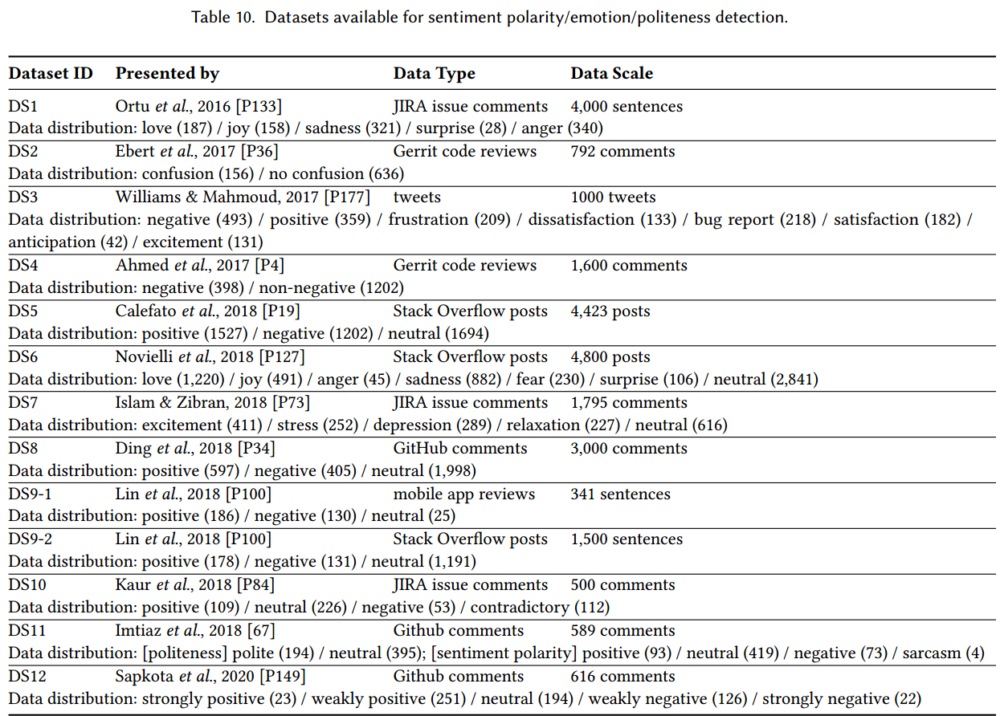 Table 10. Datasets available for sentiment polarity/emotion/politeness detection.
Dataset ID Presented by Data Type Data Scale
DS1 Ortu et al., 2016 [P133] JIRA issue comments 4,000 sentences
Data distribution: love (187) / joy (158) / sadness (321) / surprise (28) / anger (340)
DS2 Ebert et al., 2017 [P36] Gerrit code reviews 792 comments
Data distribution: confusion (156) / no confusion (636)
DS3 Williams & Mahmoud, 2017 [P177] tweets 1000 tweets
Data distribution: negative (493) / positive (359) / frustration (209) / dissatisfaction (133) / bug report (218) / satisfaction (182) /
anticipation (42) / excitement (131)
DS4 Ahmed et al., 2017 [P4] Gerrit code reviews 1,600 comments
Data distribution: negative (398) / non-negative (1202)
DS5 Calefato et al., 2018 [P19] Stack Overflow posts 4,423 posts
Data distribution: positive (1527) / negative (1202) / neutral (1694)
DS6 Novielli et al., 2018 [P127] Stack Overflow posts 4,800 posts
Data distribution: love (1,220) / joy (491) / anger (45) / sadness (882) / fear (230) / surprise (106) / neutral (2,841)
DS7 Islam & Zibran, 2018 [P73] JIRA issue comments 1,795 comments
Data distribution: excitement (411) / stress (252) / depression (289) / relaxation (227) / neutral (616)
DS8 Ding et al., 2018 [P34] GitHub comments 3,000 comments
Data distribution: positive (597) / negative (405) / neutral (1,998)
DS9-1 Lin et al., 2018 [P100] mobile app reviews 341 sentences
Data distribution: positive (186) / negative (130) / neutral (25)
DS9-2 Lin et al., 2018 [P100] Stack Overflow posts 1,500 sentences
Data distribution: positive (178) / negative (131) / neutral (1,191)
DS10 Kaur et al., 2018 [P84] JIRA issue comments 500 comments
Data distribution: positive (109) / neutral (226) / negative (53) / contradictory (112)
DS11 Imtiaz et al., 2018 [67] Github comments 589 comments
Data distribution: [politeness] polite (194) / neutral (395); [sentiment polarity] positive (93) / neutral (419) / negative (73) / sarcasm (4)
DS12 Sapkota et al., 2020 [P149] Github comments 616 comments
Data distribution: strongly positive (23) / weakly positive (251) / neutral (194) / weakly negative (126) / strongly negative (22)